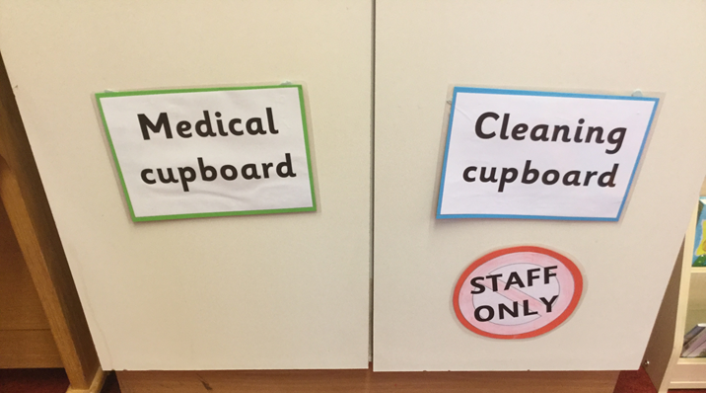 Medical
cupboard
Cleaning
cupboard
STAFF
ONLY